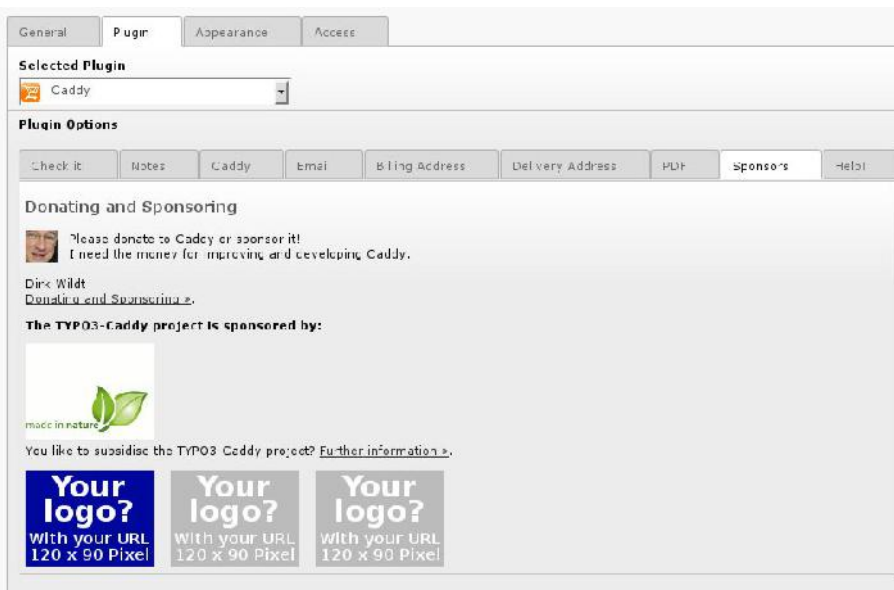 General Plugin Appearance Access
Selected Plugin
Caddy
Plugin Options
Check it Notes Caddy Email Billing Address Delivery Address PDF Sponsors Help!
Donating and Sponsoring
Please donate to Caddy or sponsor it!
I need the money for improving and developing Caddy.
Dirk Wildt
Donating and Sponsoring ».
The TYPO3-Caddy project is sponsored by:
made in nature
You like to subsidise the TYPO3-Caddy project? Further information ».
Your Your Your
logo? logo? logo?
With your URL With your URL With your URL
120 x 90 Pixel 120 x 90 Pixel 120 x 90 Pixel